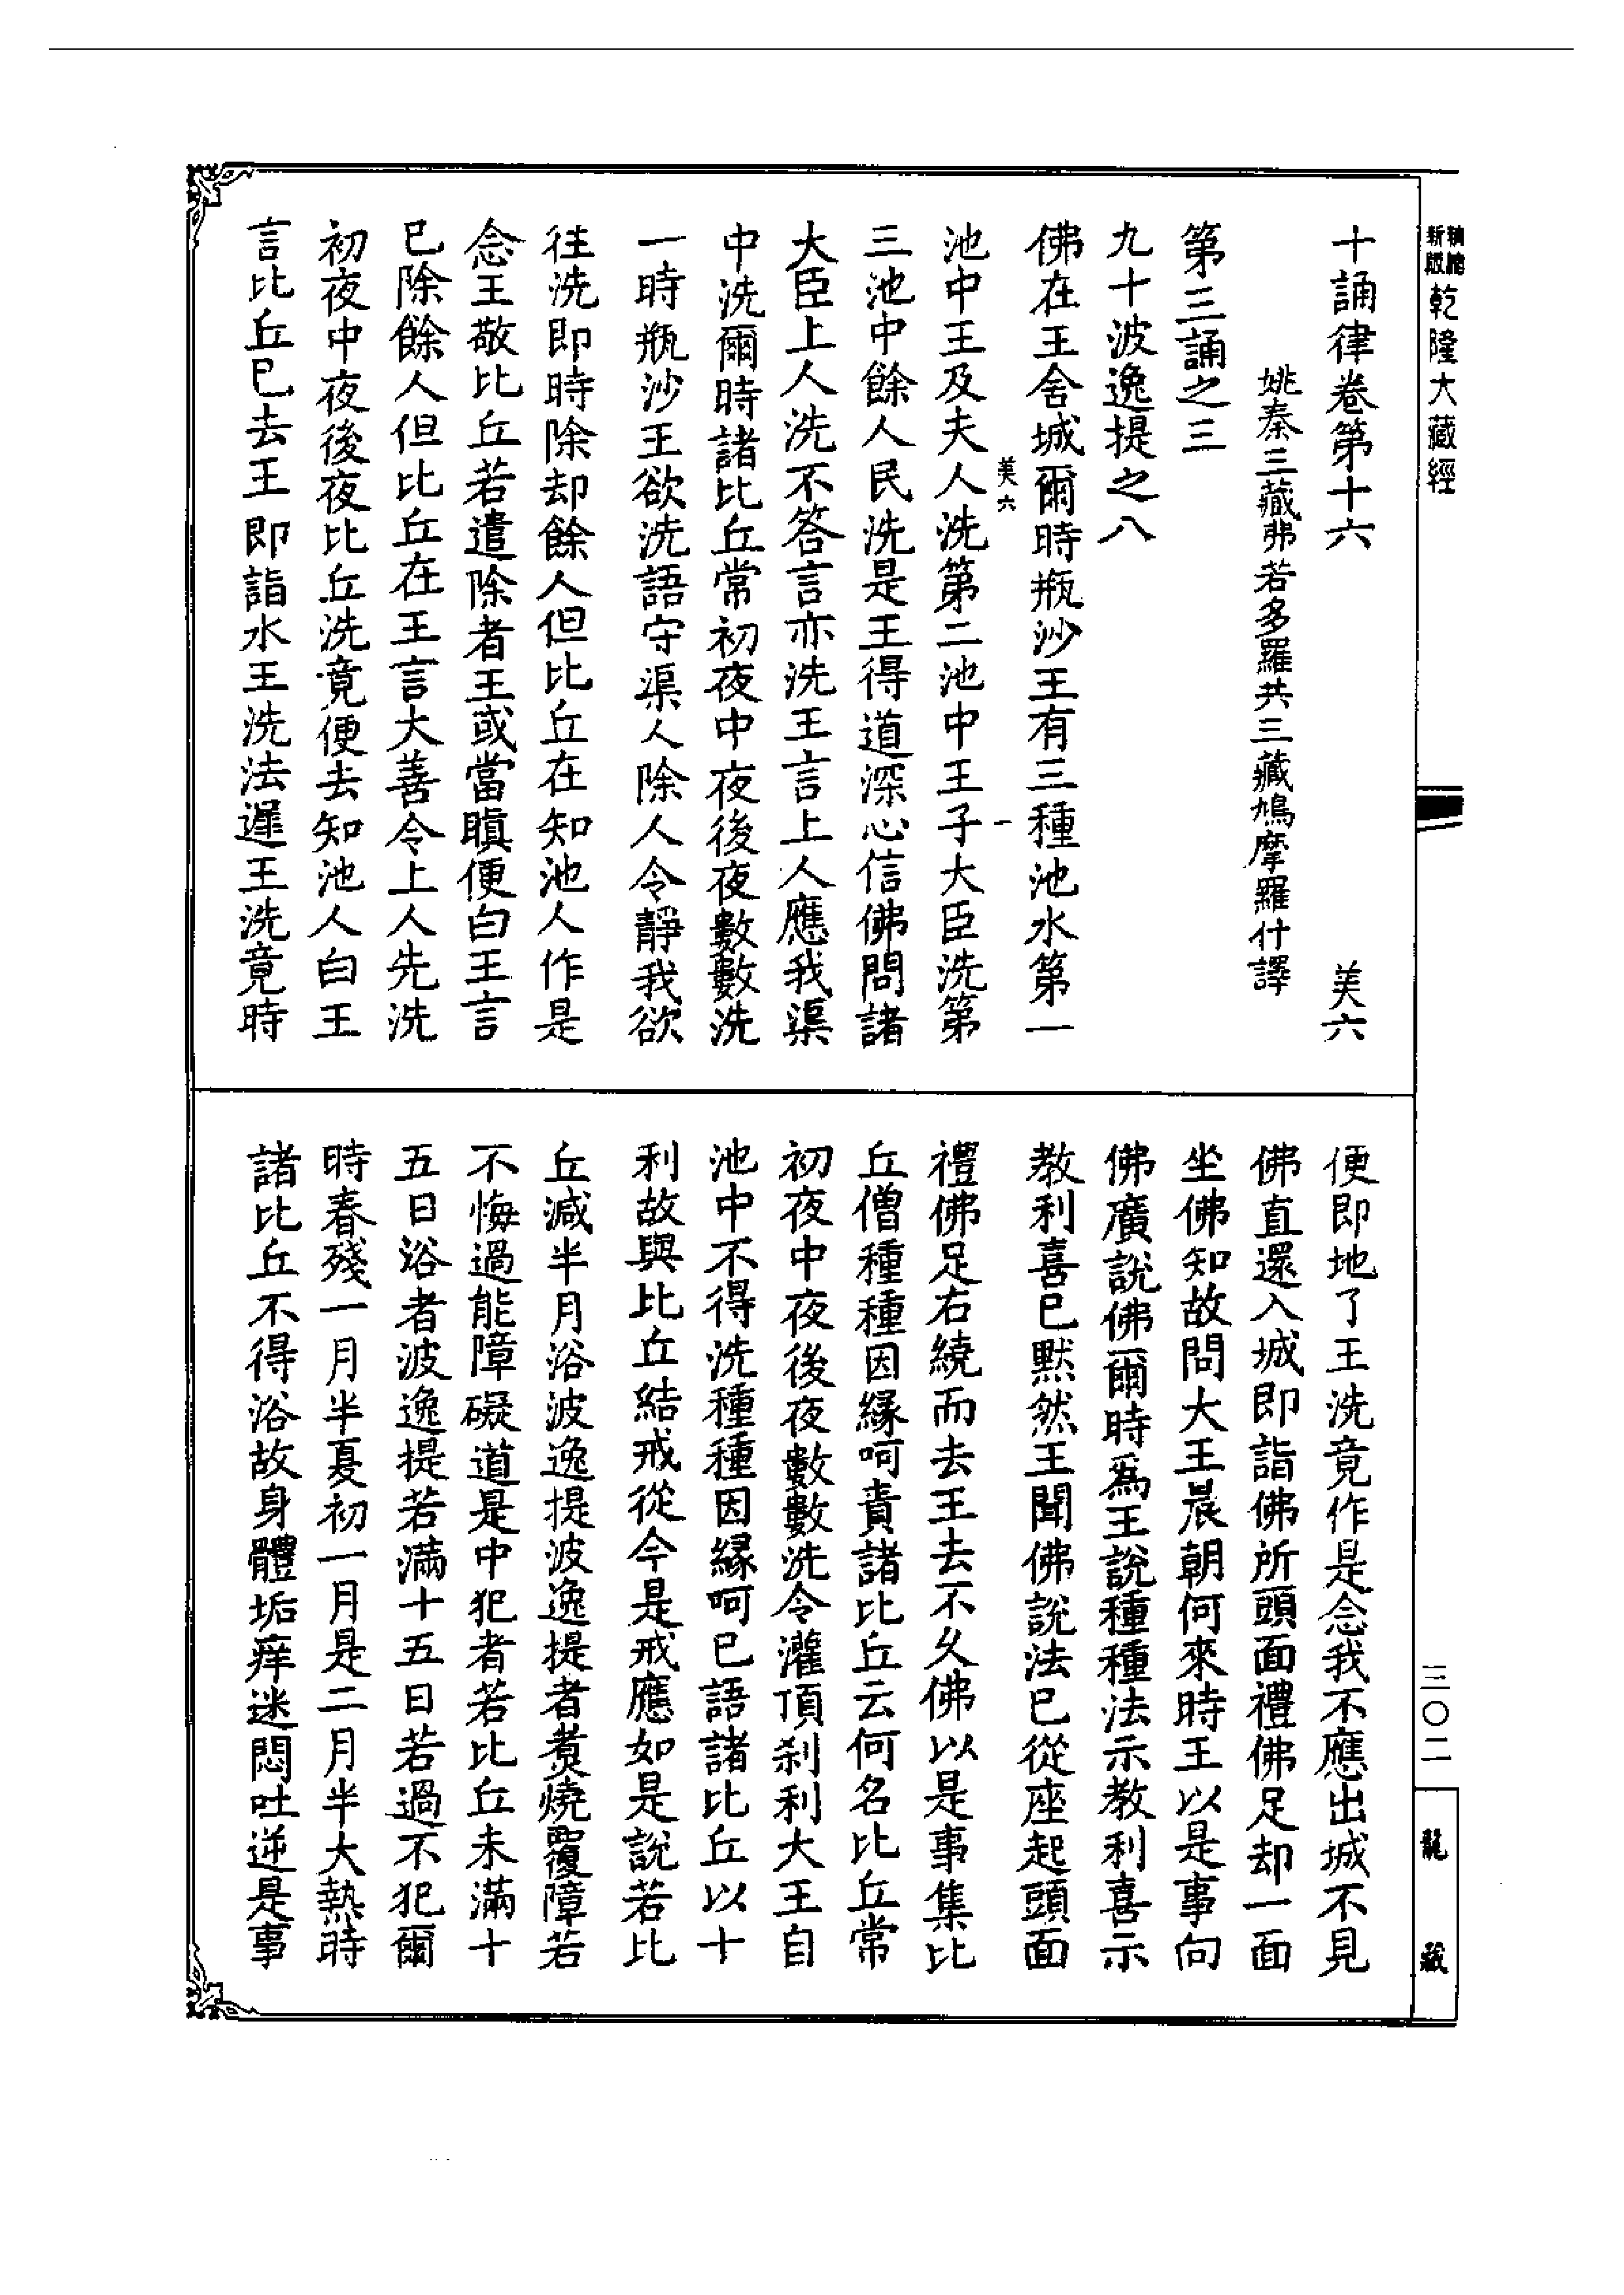 新版
精縮
乾隆大藏經
三〇二
龍藏
十誦律卷第十六 美六
姚秦三藏弗若多羅共三藏鳩摩羅什譯
第三誦之三
九十波逸提之八
佛在王舍城爾時瓶沙王有三種池水第一
美六 一
池中王及夫人洗第二池中王子大臣洗第
三池中餘人民洗是王得道深心信佛問諸
大臣上人洗不答言亦洗王言上人應我渠
中洗爾時諸比丘常初夜中夜後夜數數洗
一時瓶沙王欲洗語守渠人除人令靜我欲
往洗即時除却餘人但比丘在知池人作是
念王敬比丘若遣除者王或當瞋便白王言
已除餘人但比丘在王言大善令上人先洗
初夜中夜後夜比丘洗竟便去知池人白王
言比丘已去王即詣水王洗法遲王洗竟時
便即地了王洗竟作是念我不應出城不見
佛直還入城即詣佛所頭面禮佛足却一面
坐佛知故問大王晨朝何來時王以是事向
佛廣說佛爾時爲王說種種法示教利喜示
教利喜已默然王聞佛說法已從座起頭面
禮佛足右繞而去王去不久佛以是事集比
丘僧種種因緣呵責諸比丘云何名比丘常
初夜中夜後夜數數洗令灌頂刹利大王自
池中不得洗種種因緣呵已語諸比丘以十
利故與比丘結戒從今是戒應如是說若比
丘減半月浴波逸提波逸提者煑燒覆障若
不悔過能障礙道是中犯者若比丘未滿十
五日浴者波逸提若滿十五日若過不犯爾
時春殘一月半夏初一月是二月半大熱時
諸比丘不得浴故身體垢痒迷悶吐逆是事